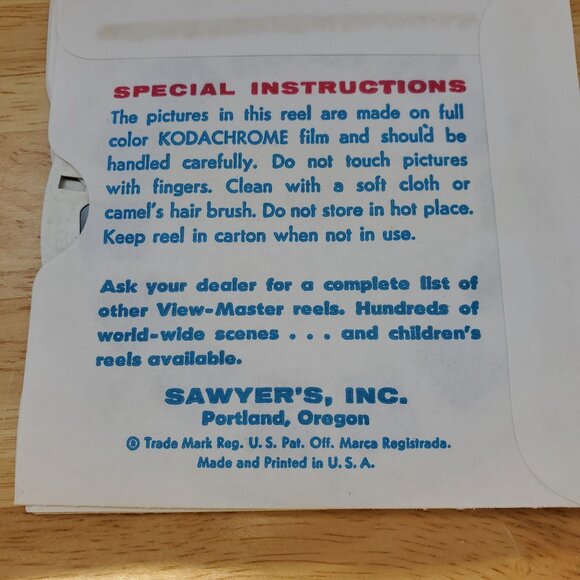 SPECIAL INSTRUCTIONS
The pictures in this reel are made on full
color KODACHROME film and should be
handled carefully. Do not touch pictures
with fingers. Clean with a soft cloth or
camel's hair brush. Do not store in hot place.
Keep reel in carton when not in use.
Ask your dealer for a complete list of
other View-Master reels. Hundreds of
world-wide scenes . . . and children's
reels available.
SAWYER'S, INC.
Portland, Oregon
® Trade Mark Reg. U. S. Pat. Off. Marca Registrada.
Made and Printed in U. S. A.